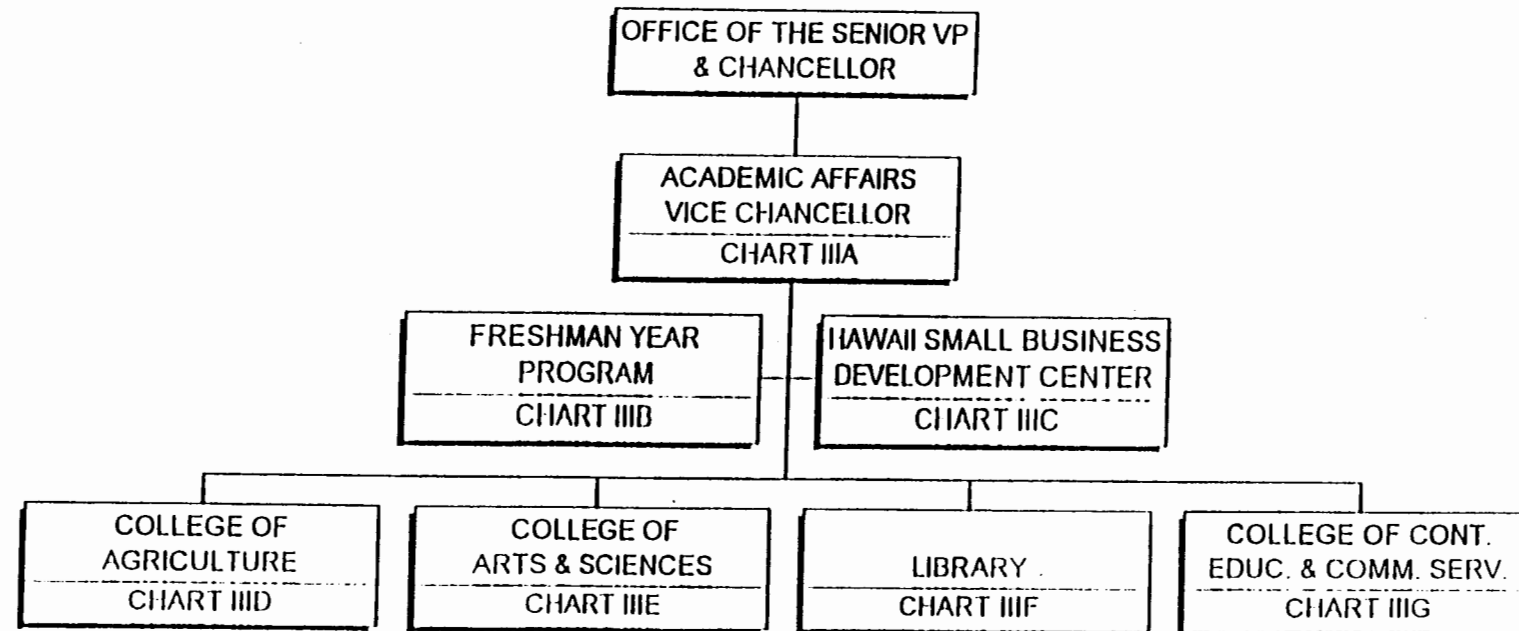 OFFICE OF THE SENIOR VP
& CHANCELLOR
ACADEMIC AFFAIRS
VICE CHANCELLOR
CHART IIIA
FRESHMAN YEAR
PROGRAM
CHART IIIB
HAWAII SMALL BUSINESS
DEVELOPMENT CENTER
CHART IIIC
COLLEGE OF
AGRICULTURE
CHART IIID
COLLEGE OF
ARTS & SCIENCES
CHART IIIE
LIBRARY
CHART IIIF
COLLEGE OF CONT.
EDUC. & COMM. SERV.
CHART IIIG